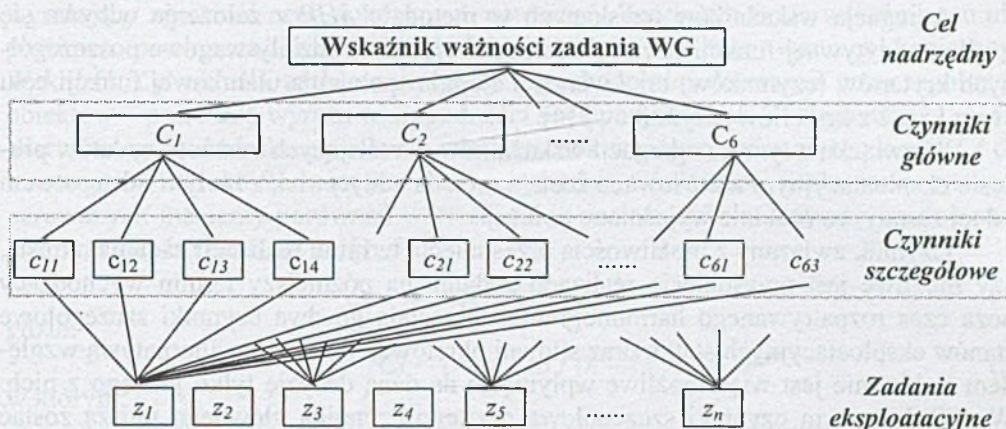 Wskaźnik ważności zadania WG
Cel
nadrzędny
C1 C2 ...... C6
Czynniki
główne
c11 c12 c13 c14 c21 c22 ...... c61 c63
Czynniki
szczegółowe
z1 z2 z3 z4 z5 ...... zn
Zadania
eksploatacyjne